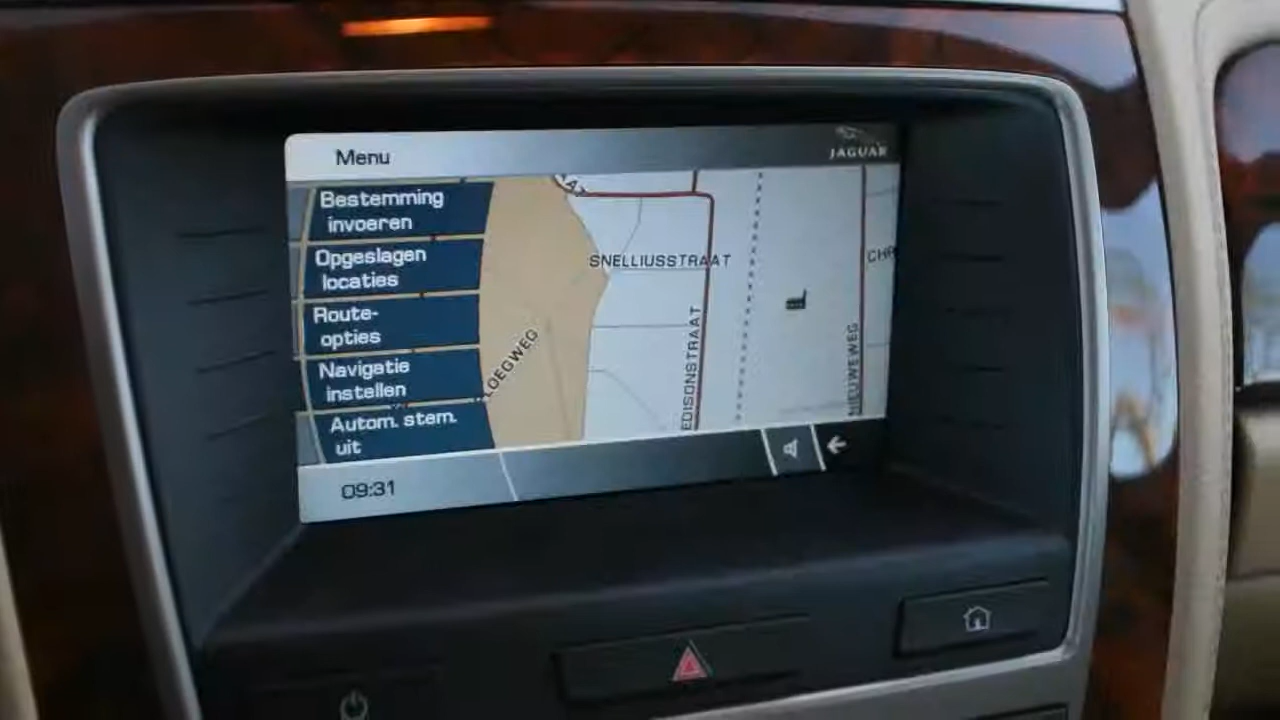 Menu
JAGUAR
Bestemming
invoeren
Opgeslagen
locaties
Route-
opties
Navigatie
instellen
Autom. stem.
uit
SNELLIUSSTRAAT
EDISONSTRAAT
NIEUWEWEG
09:31